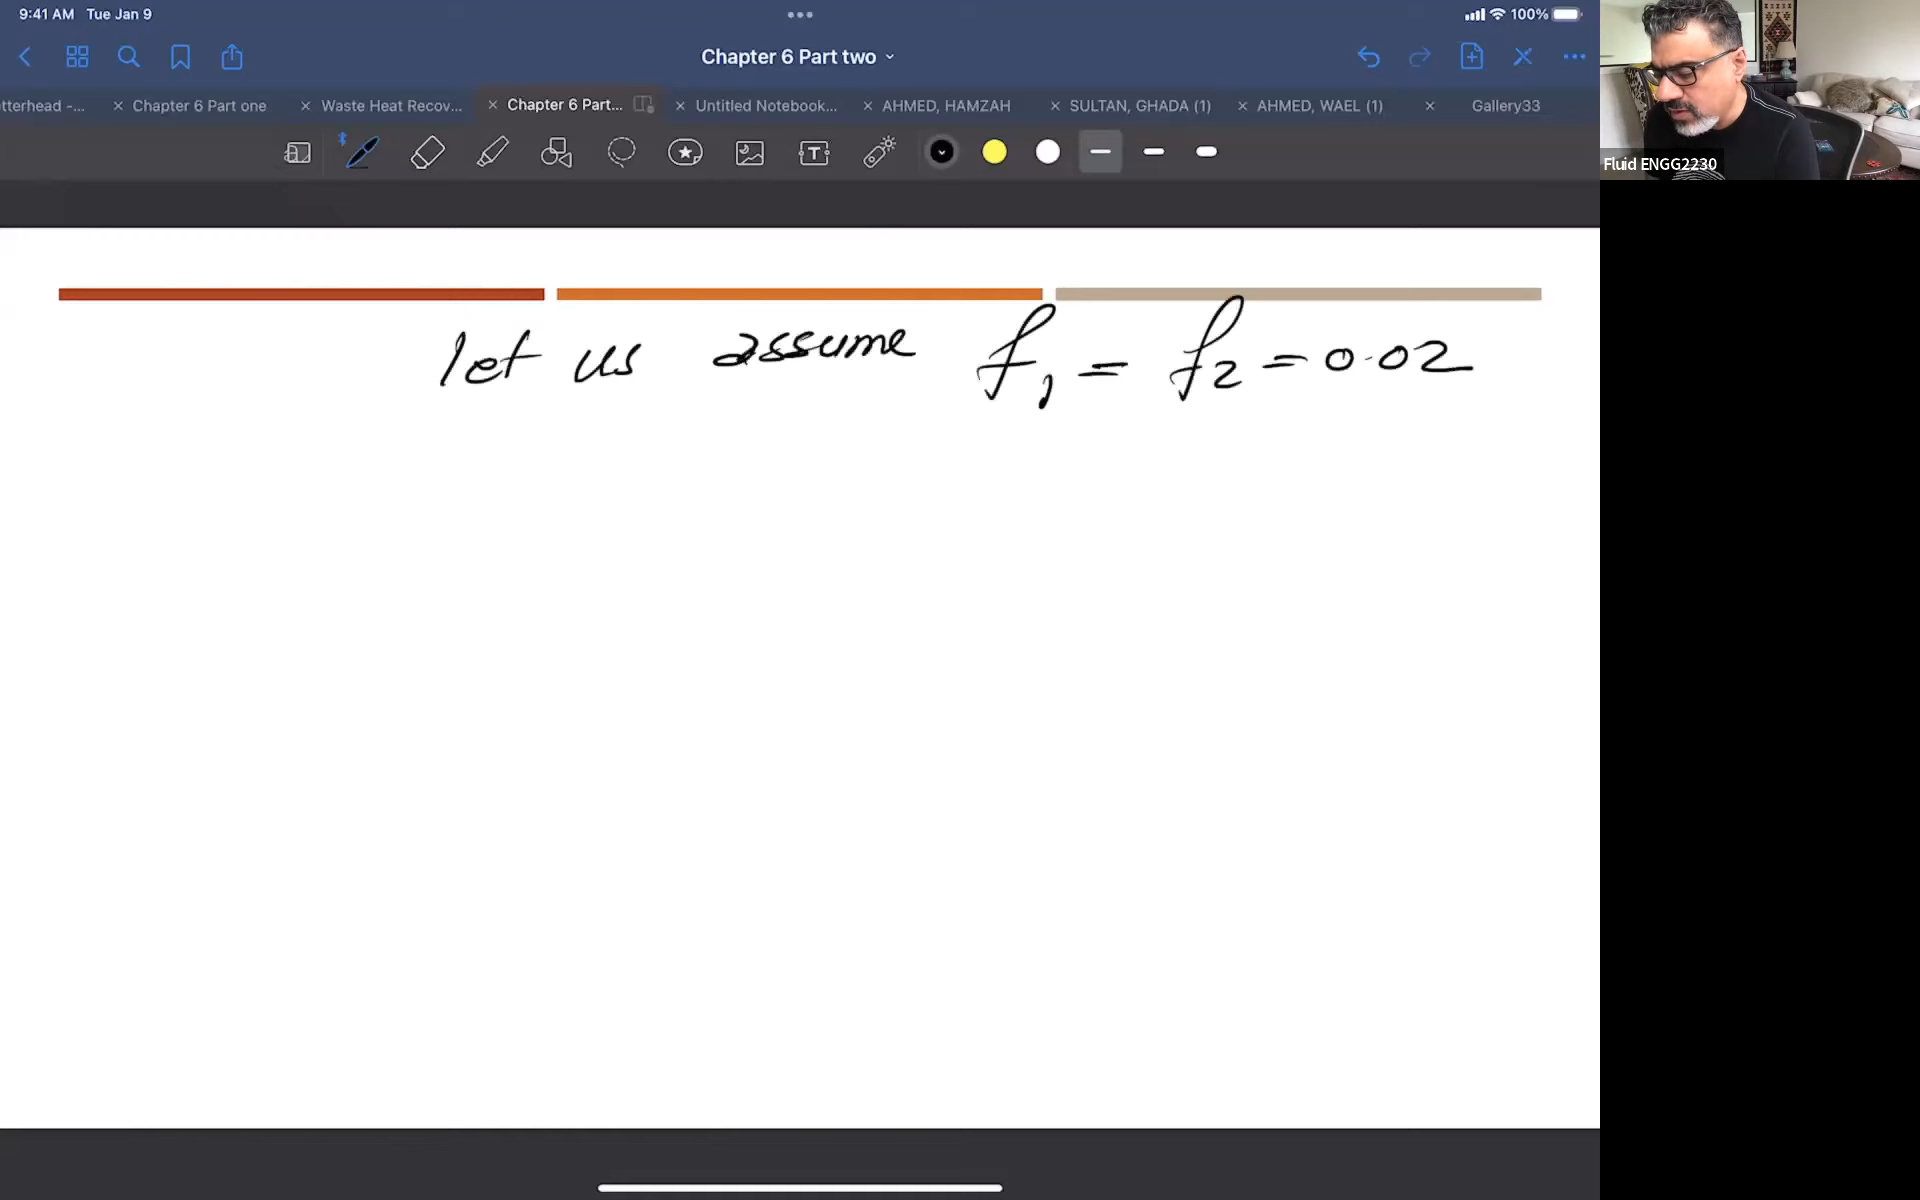 9:41 AM Tue Jan 9
100%
Chapter 6 Part two
etterhead -...
Chapter 6 Part one
Waste Heat Recov...
Chapter 6 Part...
Untitled Notebook...
AHMED, HAMZAH
SULTAN, GHADA (1)
AHMED, WAEL (1)
Gallery33
T
Fluid ENGG2230
let us assume f1 = f2 = 0.02